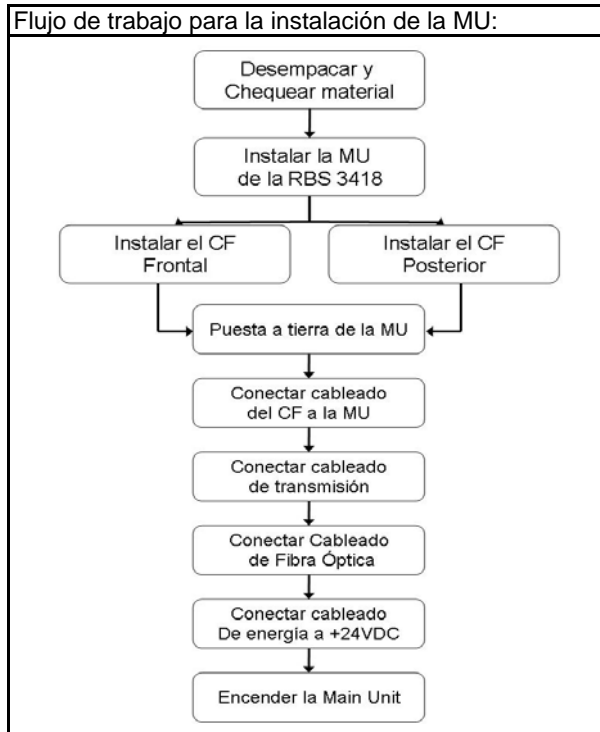 Flujo de trabajo para la instalación de la MU:
Desempacar y
Chequear material
Instalar la MU
de la RBS 3418
Instalar el CF
Frontal
Instalar el CF
Posterior
Puesta a tierra de la MU
Conectar cableado
del CF a la MU
Conectar cableado
de transmisión
Conectar Cableado
de Fibra Óptica
Conectar cableado
De energía a +24VDC
Encender la Main Unit